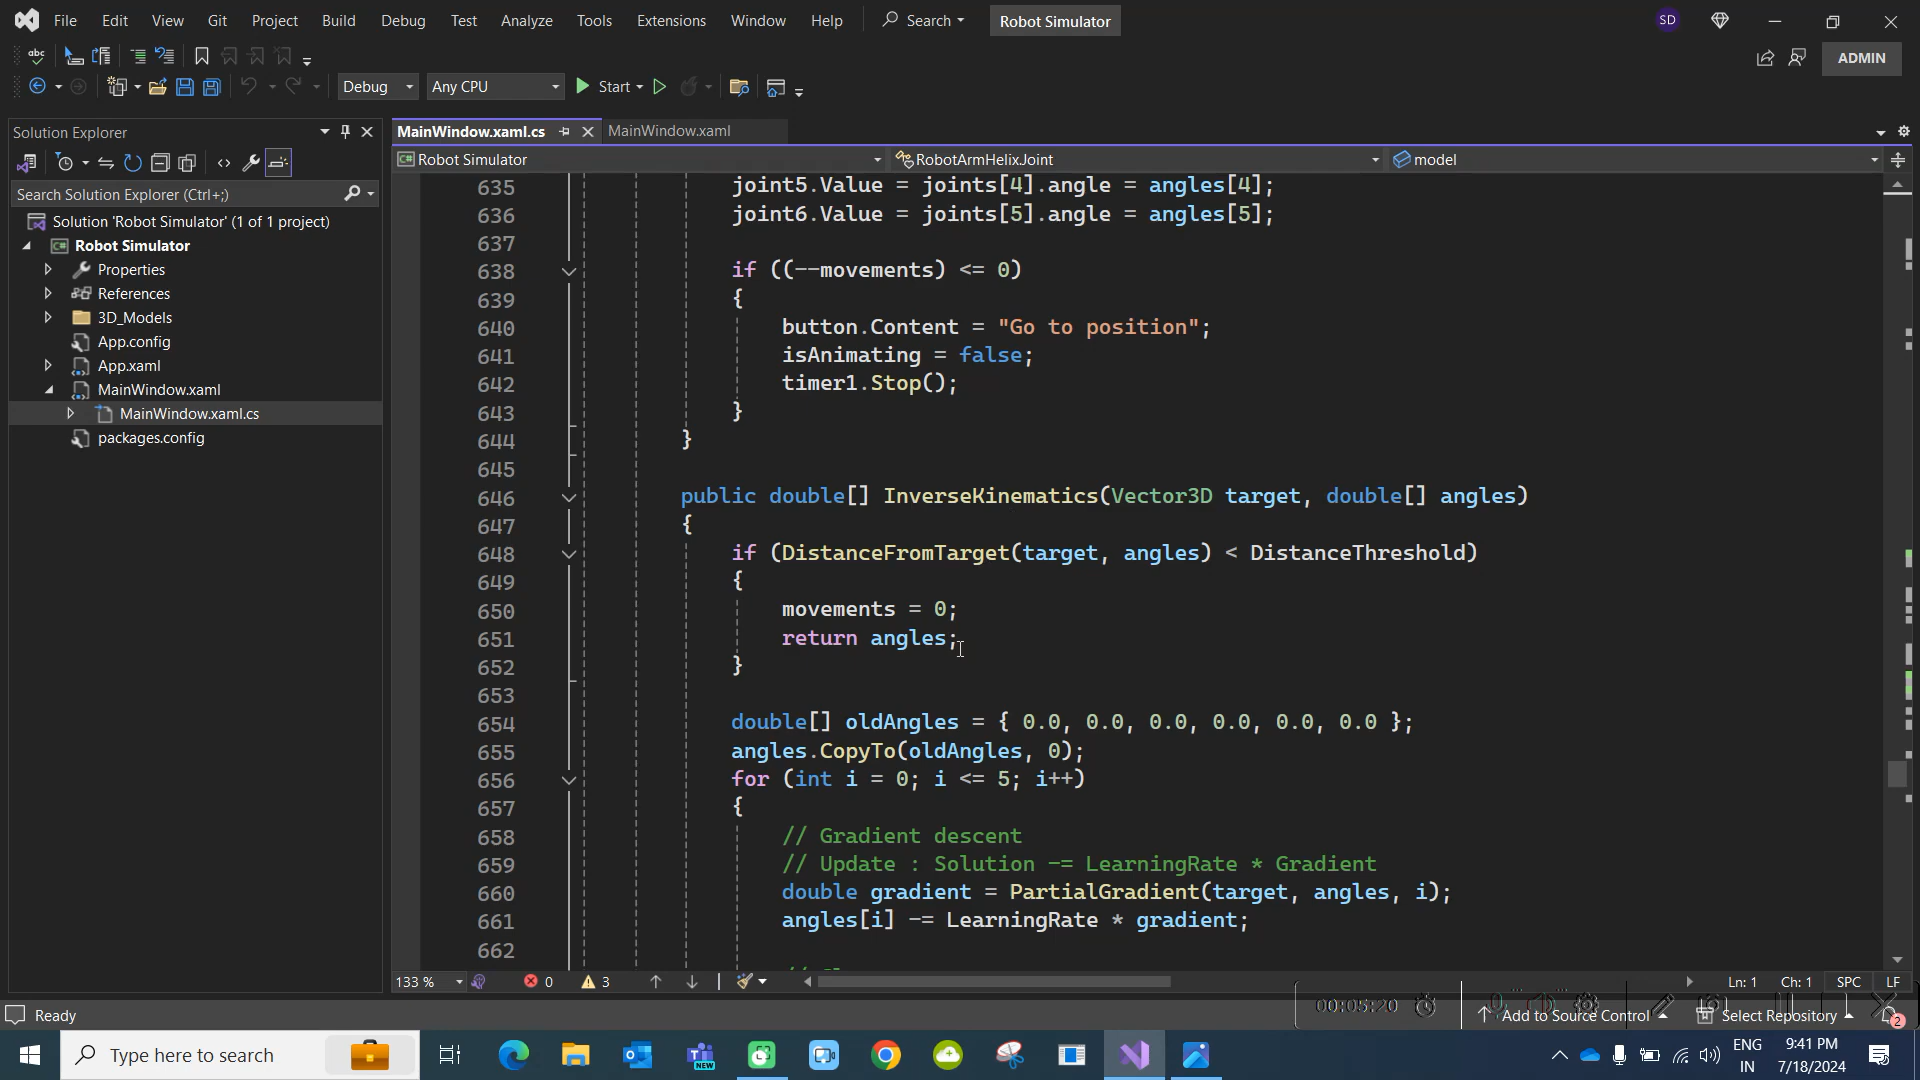 File Edit View Git Project Build Debug Test Analyze Tools Extensions Window Help Search Robot Simulator SD
ADMIN
Debug Any CPU Start
Solution Explorer
MainWindow.xaml.cs MainWindow.xaml
Robot Simulator RobotArmHelix.Joint model
Search Solution Explorer (Ctrl+;)
Solution 'Robot Simulator' (1 of 1 project)
Robot Simulator
Properties
References
3D_Models
App.config
App.xaml
MainWindow.xaml
MainWindow.xaml.cs
packages.config
635 joint5.Value = joints[4].angle = angles[4];
636 joint6.Value = joints[5].angle = angles[5];
637
638 if ((--movements) <= 0)
639 {
640 button.Content = "Go to position";
641 isAnimating = false;
642 timer1.Stop();
643 }
644 }
645
646 public double[] InverseKinematics(Vector3D target, double[] angles)
647 {
648 if (DistanceFromTarget(target, angles) < DistanceThreshold)
649 {
650 movements = 0;
651 return angles;
652 }
653
654 double[] oldAngles = { 0.0, 0.0, 0.0, 0.0, 0.0, 0.0 };
655 angles.CopyTo(oldAngles, 0);
656 for (int i = 0; i <= 5; i++)
657 {
658 // Gradient descent
659 // Update : Solution -= LearningRate * Gradient
660 double gradient = PartialGradient(target, angles, i);
661 angles[i] -= LearningRate * gradient;
662
133 % 0 3 Ln: 1 Ch: 1 SPC LF
00:05:20
Ready Add to Source Control Select Repository 2
Type here to search NEW ENG IN 9:41 PM 7/18/2024